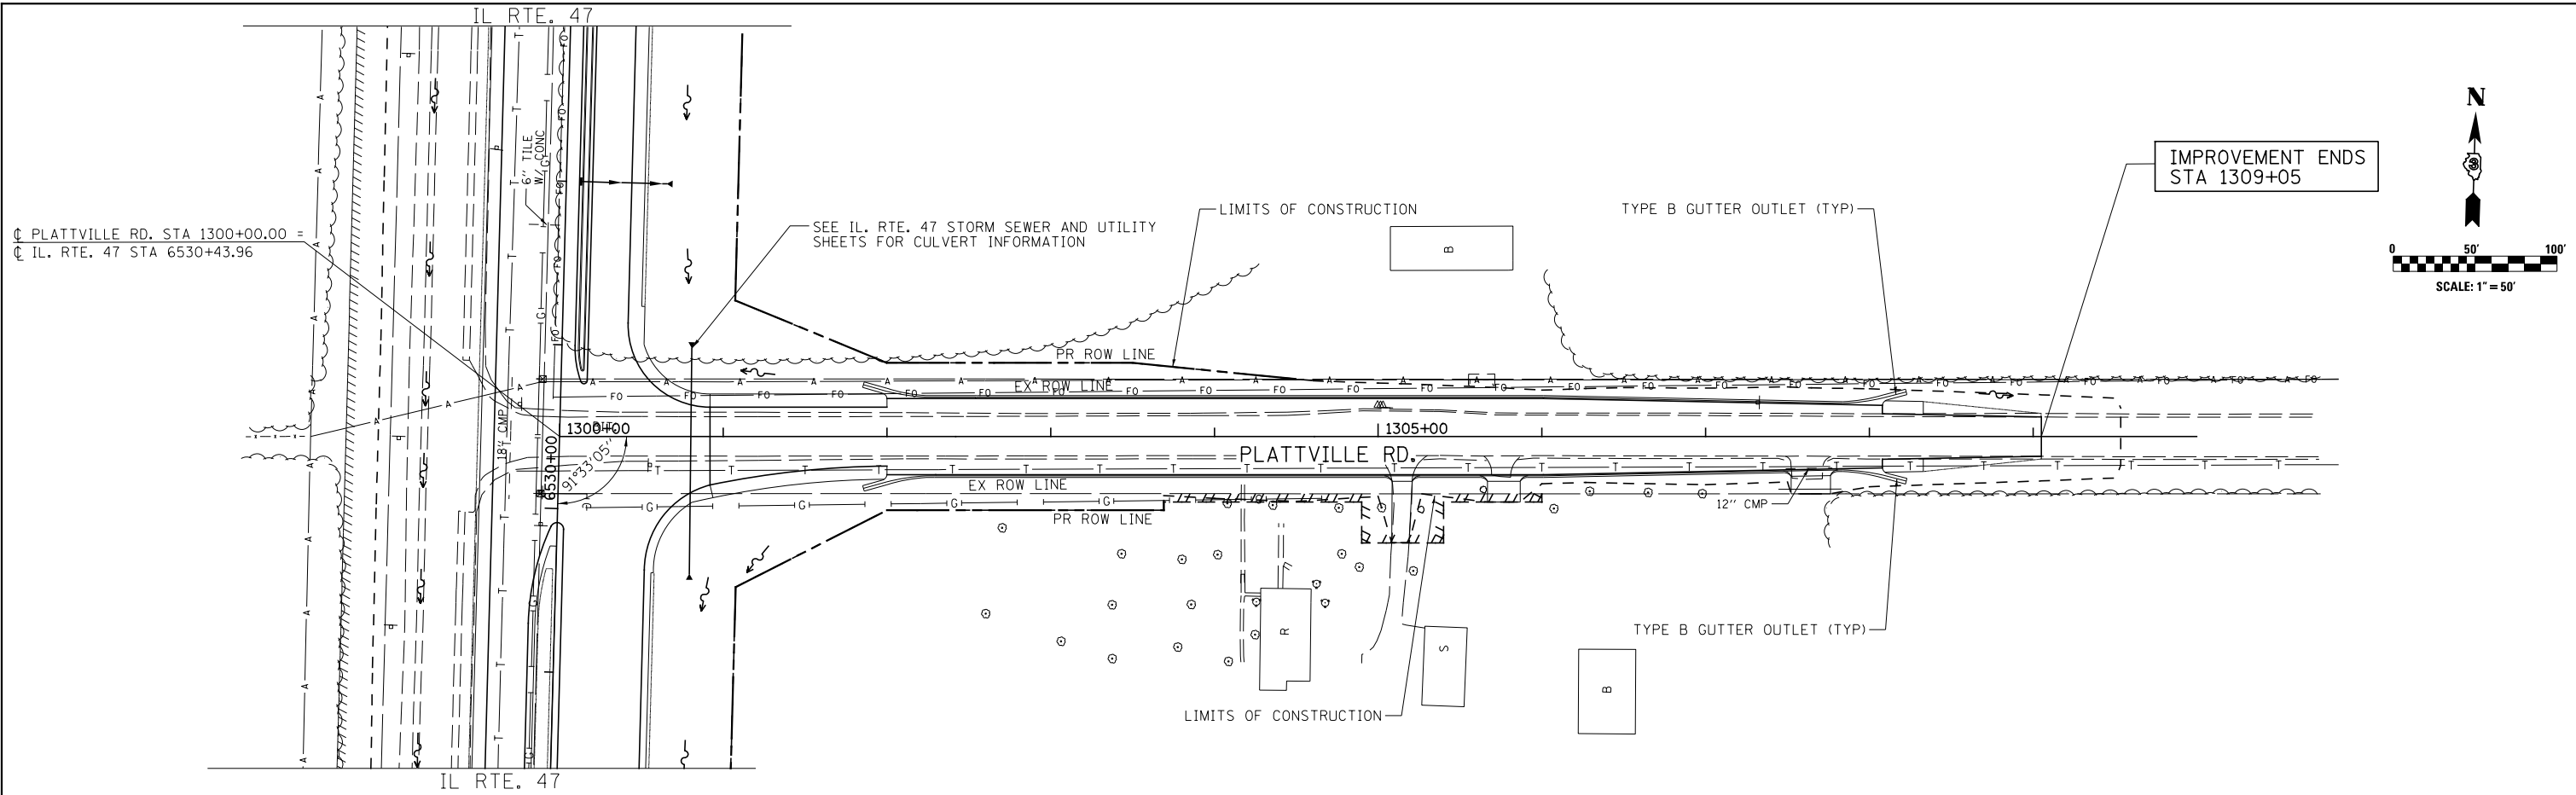 IL RTE. 47
N
IMPROVEMENT ENDS
STA 1309+05
6" TILE
W/ CONC
0 50' 100'
SCALE: 1" = 50'
LIMITS OF CONSTRUCTION
TYPE B GUTTER OUTLET (TYP)
SEE IL. RTE. 47 STORM SEWER AND UTILITY
SHEETS FOR CULVERT INFORMATION
℄ PLATTVILLE RD. STA 1300+00.00 =
℄ IL. RTE. 47 STA 6530+43.96
B
PR ROW LINE
EX ROW LINE
18" CMP
1300+00
1305+00
6530+00
91°33'05"
PLATTVILLE RD.
EX ROW LINE
12" CMP
PR ROW LINE
R
S
B
TYPE B GUTTER OUTLET (TYP)
LIMITS OF CONSTRUCTION
IL RTE. 47